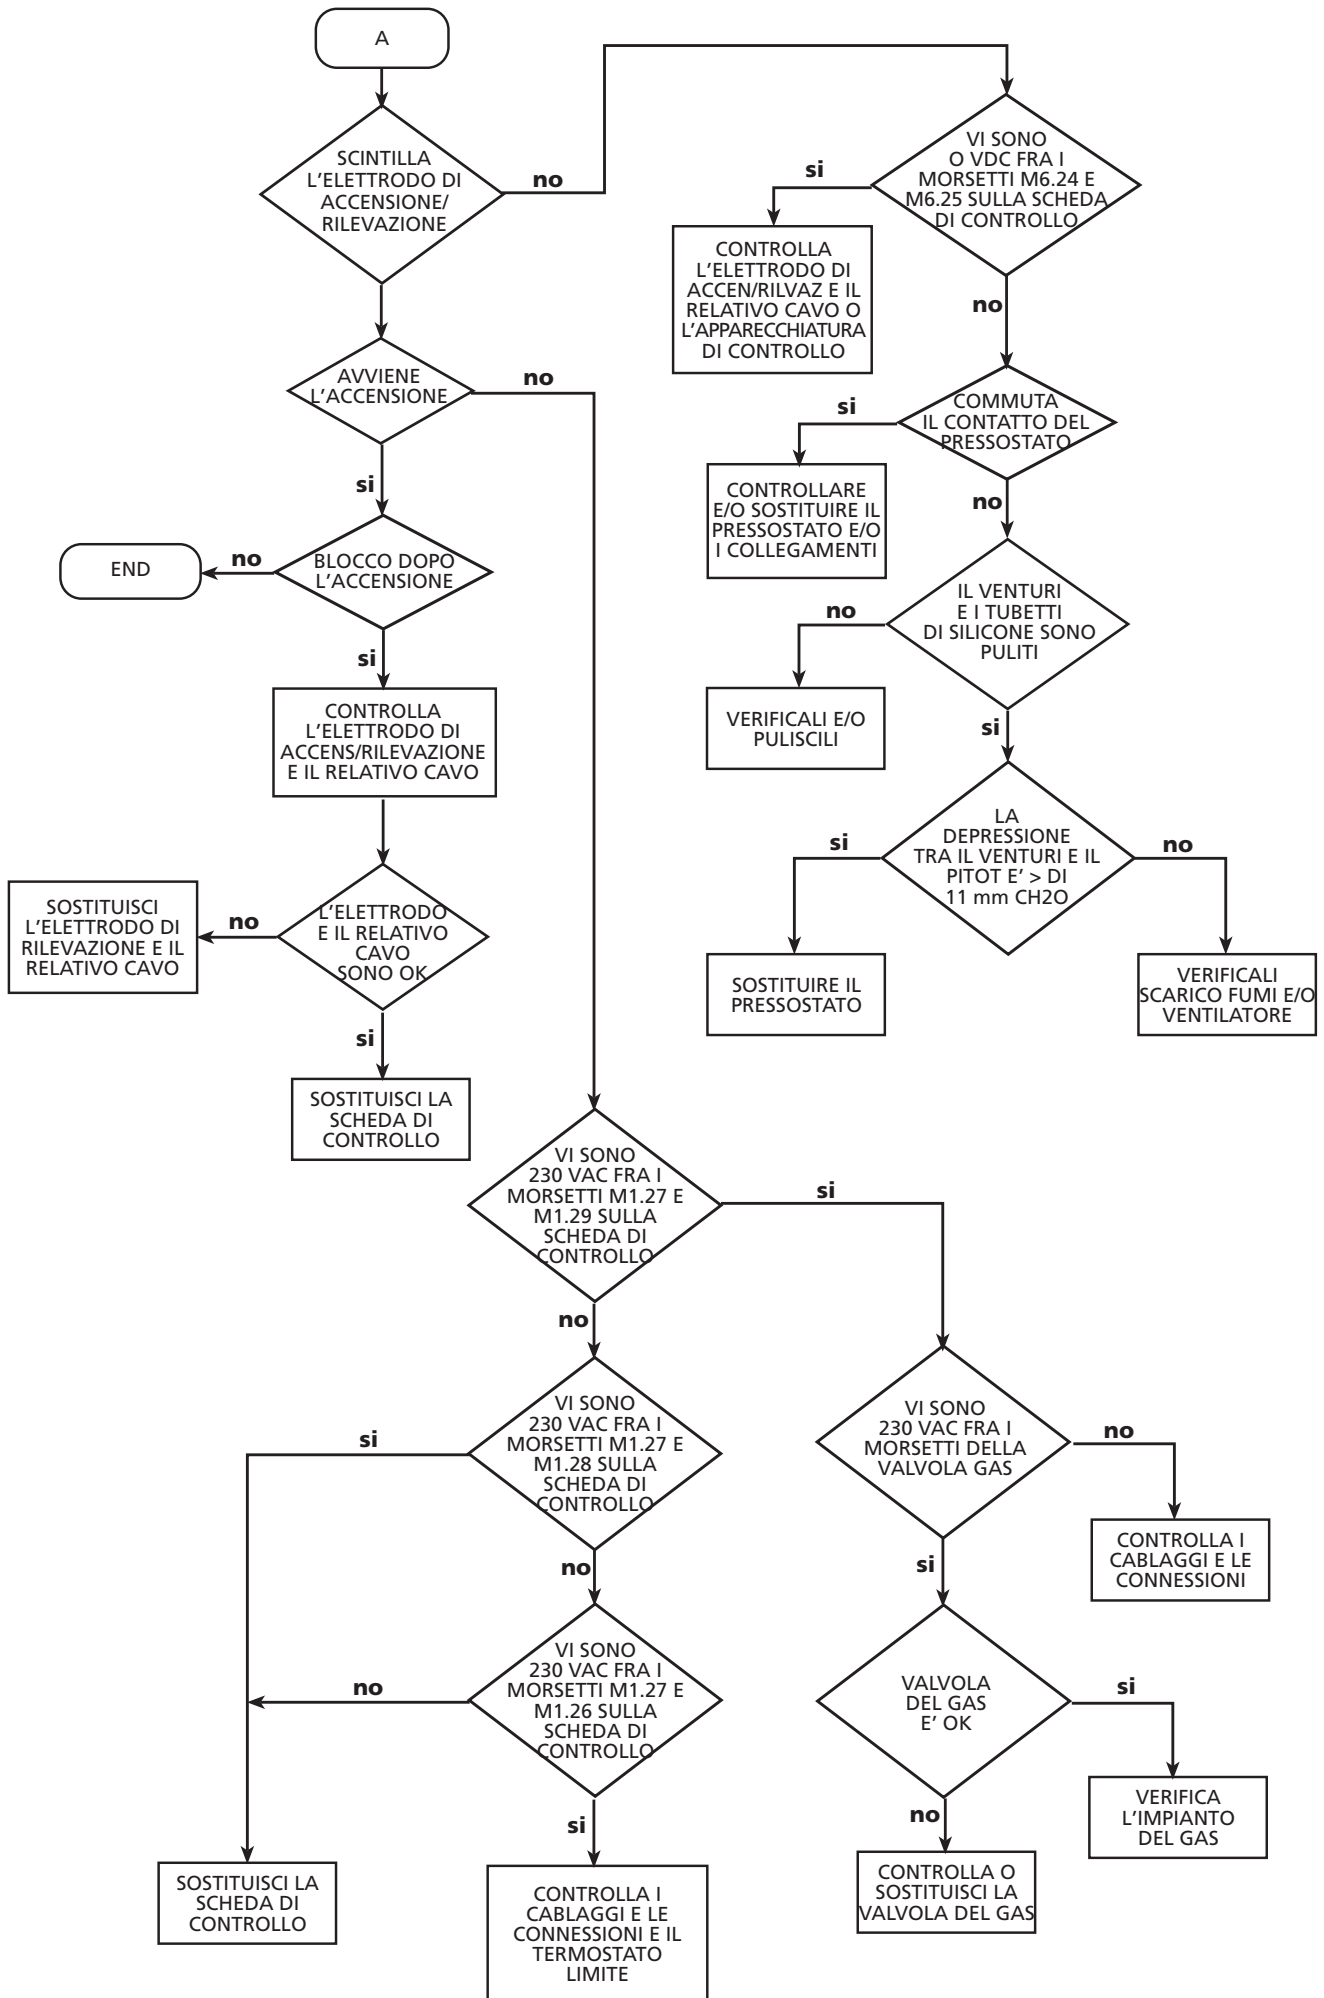 A
SCINTILLA
L'ELETTRODO DI
ACCENSIONE/
RILEVAZIONE
no
VI SONO
O VDC FRA I
MORSETTI M6.24 E
M6.25 SULLA SCHEDA
DI CONTROLLO
si
CONTROLLA
L'ELETTRODO DI
ACCEN/RILVAZ E IL
RELATIVO CAVO O
L'APPARECCHIATURA
DI CONTROLLO
no
AVVIENE
L'ACCENSIONE
no
COMMUTA
IL CONTATTO DEL
PRESSOSTATO
si
CONTROLLARE
E/O SOSTITUIRE IL
PRESSOSTATO E/O
I COLLEGAMENTI
no
si
BLOCCO DOPO
L'ACCENSIONE
no
END
IL VENTURI
E I TUBETTI
DI SILICONE SONO
PULITI
no
VERIFICALI E/O
PULISCILI
si
si
CONTROLLA
L'ELETTRODO DI
ACCENS/RILEVAZIONE
E IL RELATIVO CAVO
LA
DEPRESSIONE
TRA IL VENTURI E IL
PITOT E' > DI
11 mm CH2O
si
no
SOSTITUIRE IL
PRESSOSTATO
VERIFICALI
SCARICO FUMI E/O
VENTILATORE
L'ELETTRODO
E IL RELATIVO
CAVO
SONO OK
no
SOSTITUISCI
L'ELETTRODO DI
RILEVAZIONE E IL
RELATIVO CAVO
si
SOSTITUISCI LA
SCHEDA DI
CONTROLLO
VI SONO
230 VAC FRA I
MORSETTI M1.27 E
M1.29 SULLA
SCHEDA DI
CONTROLLO
si
no
VI SONO
230 VAC FRA I
MORSETTI M1.27 E
M1.28 SULLA
SCHEDA DI
CONTROLLO
si
VI SONO
230 VAC FRA I
MORSETTI DELLA
VALVOLA GAS
no
CONTROLLA I
CABLAGGI E LE
CONNESSIONI
no
si
VI SONO
230 VAC FRA I
MORSETTI M1.27 E
M1.26 SULLA
SCHEDA DI
CONTROLLO
no
VALVOLA
DEL GAS
E' OK
si
VERIFICA
L'IMPIANTO
DEL GAS
si
no
SOSTITUISCI LA
SCHEDA DI
CONTROLLO
CONTROLLA I
CABLAGGI E LE
CONNESSIONI E IL
TERMOSTATO
LIMITE
CONTROLLA O
SOSTITUISCI LA
VALVOLA DEL GAS